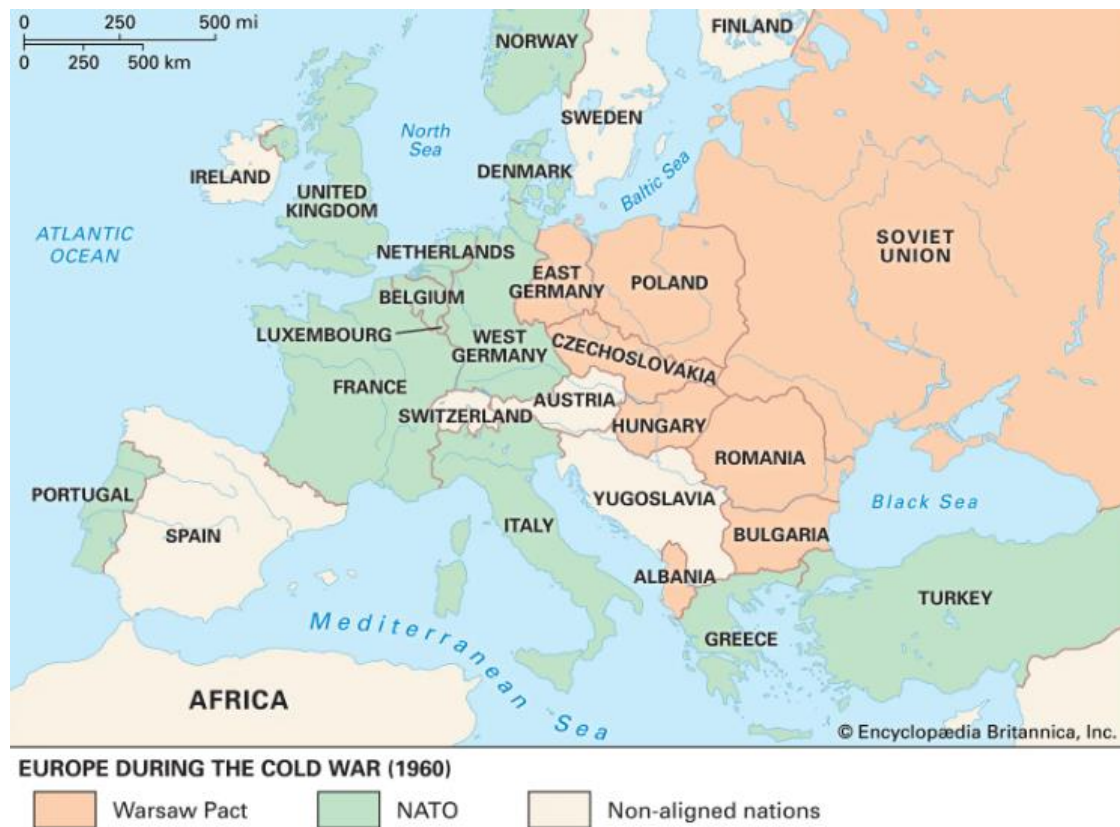 0 250 500 mi
0 250 500 km
NORWAY
FINLAND
SWEDEN
North
Sea
DENMARK
Baltic Sea
IRELAND
UNITED
KINGDOM
ATLANTIC
OCEAN
SOVIET
UNION
NETHERLANDS
EAST
GERMANY
POLAND
BELGIUM
LUXEMBOURG
WEST
GERMANY
CZECHOSLOVAKIA
FRANCE
SWITZERLAND
AUSTRIA
HUNGARY
ROMANIA
PORTUGAL
SPAIN
ITALY
YUGOSLAVIA
Black Sea
BULGARIA
ALBANIA
TURKEY
GREECE
Mediterranean Sea
AFRICA
© Encyclopædia Britannica, Inc.
EUROPE DURING THE COLD WAR (1960)
Warsaw Pact NATO Non-aligned nations